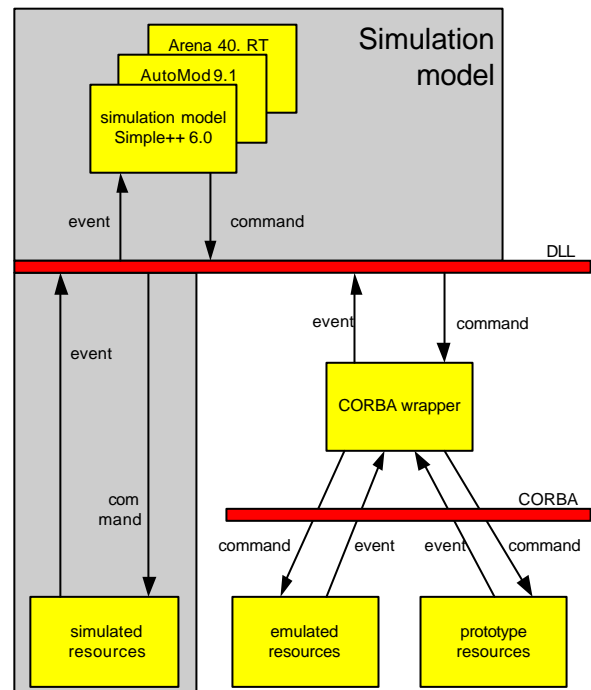 Simulation
model
Arena 40. RT
AutoMod 9.1
simulation model
Simple++ 6.0
event
command
DLL
event
command
event
CORBA wrapper
com
mand
CORBA
command
event
event
command
simulated
resources
emulated
resources
prototype
resources